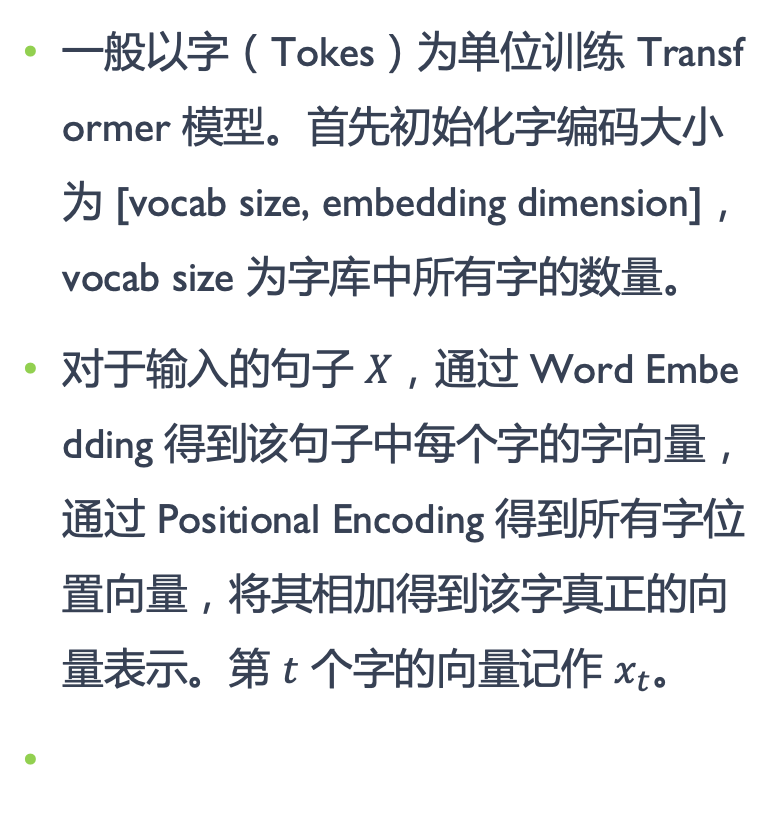 • 一般以字（Tokes）为单位训练 Transf
ormer 模型。首先初始化字编码大小
为 [vocab size, embedding dimension]，
vocab size 为字库中所有字的数量。
• 对于输入的句子 X，通过 Word Embe
dding 得到该句子中每个字的字向量，
通过 Positional Encoding 得到所有字位
置向量，将其相加得到该字真正的向
量表示。第 t 个字的向量记作 xₜ。
•